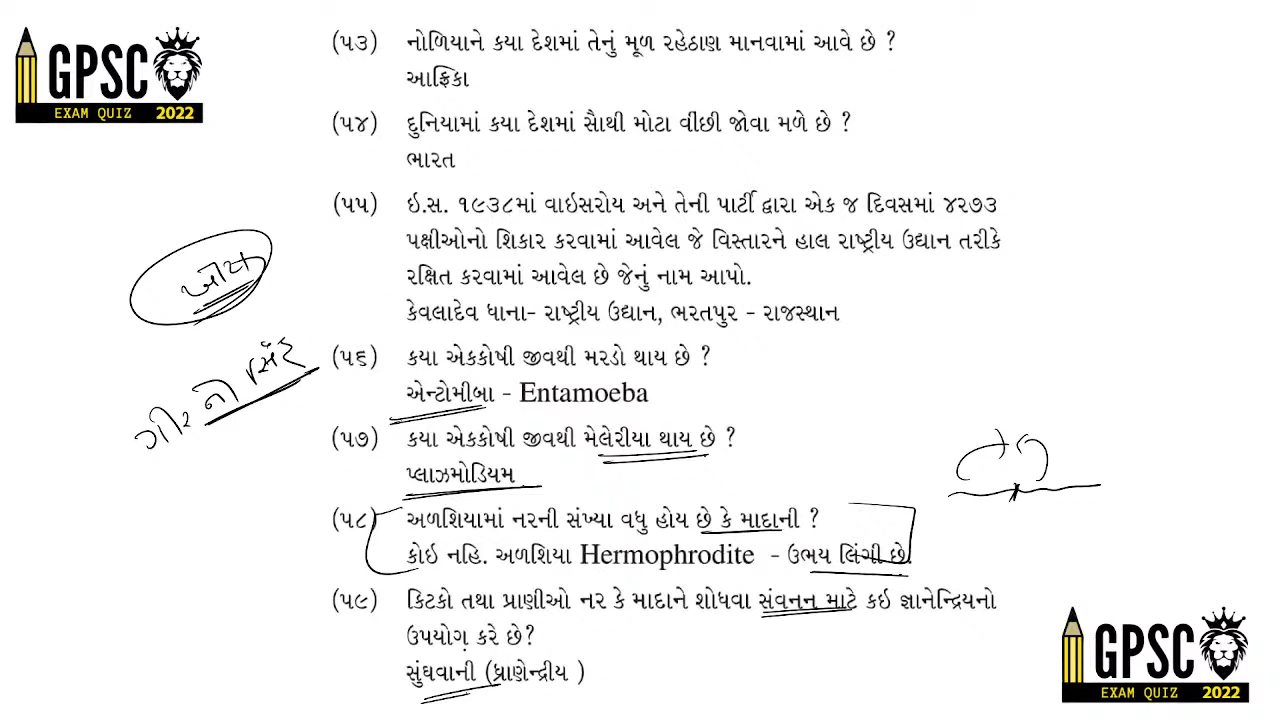 GPSC
EXAM QUIZ 2022
(૫૩) નોળિયાને કયા દેશમાં તેનું મૂળ રહેઠાણ માનવામાં આવે છે ?
આફ્રિકા
(૫૪) દુનિયામાં કયા દેશમાં સૌથી મોટા વીંછી જોવા મળે છે ?
ભારત
(૫૫) ઇ.સ. ૧૯૩૮માં વાઇસરોય અને તેની પાર્ટી દ્વારા એક જ દિવસમાં ૪૨૭૩
પક્ષીઓનો શિકાર કરવામાં આવેલ જે વિસ્તારને હાલ રાષ્ટ્રીય ઉદ્યાન તરીકે
રક્ષિત કરવામાં આવેલ છે જેનું નામ આપો.
કેવલાદેવ ધાના- રાષ્ટ્રીય ઉદ્યાન, ભરતપુર - રાજસ્થાન
(૫૬) કયા એકકોષી જીવથી મરડો થાય છે ?
એન્ટોમીબા - Entamoeba
(૫૭) કયા એકકોષી જીવથી મેલેરીયા થાય છે ?
પ્લાઝમોડિયમ
(૫૮) અળશિયામાં નરની સંખ્યા વધુ હોય છે કે માદાની ?
કોઇ નહિ. અળશિયા Hermophrodite - ઉભય લિંગી છે.
(૫૯) કિટકો તથા પ્રાણીઓ નર કે માદાને શોધવા સંવનન માટે કઇ જ્ઞાનેન્દ્રિયનો
ઉપયોગ કરે છે?
સુંઘવાની (ધ્રાણેન્દ્રીય )
GPSC
EXAM QUIZ 2022